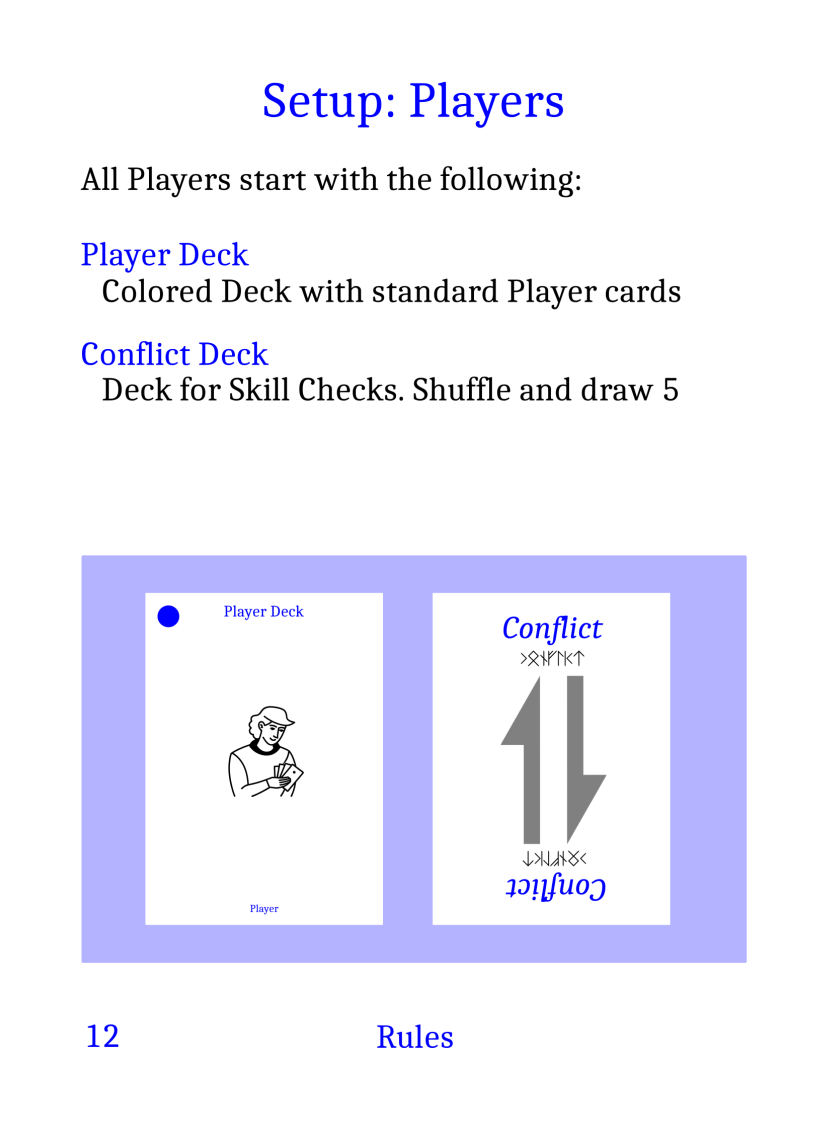 Setup: Players
All Players start with the following:
Player Deck
Colored Deck with standard Player cards
Conflict Deck
Deck for Skill Checks. Shuffle and draw 5
Player Deck
Player
Conflict
Conflict
12
Rules